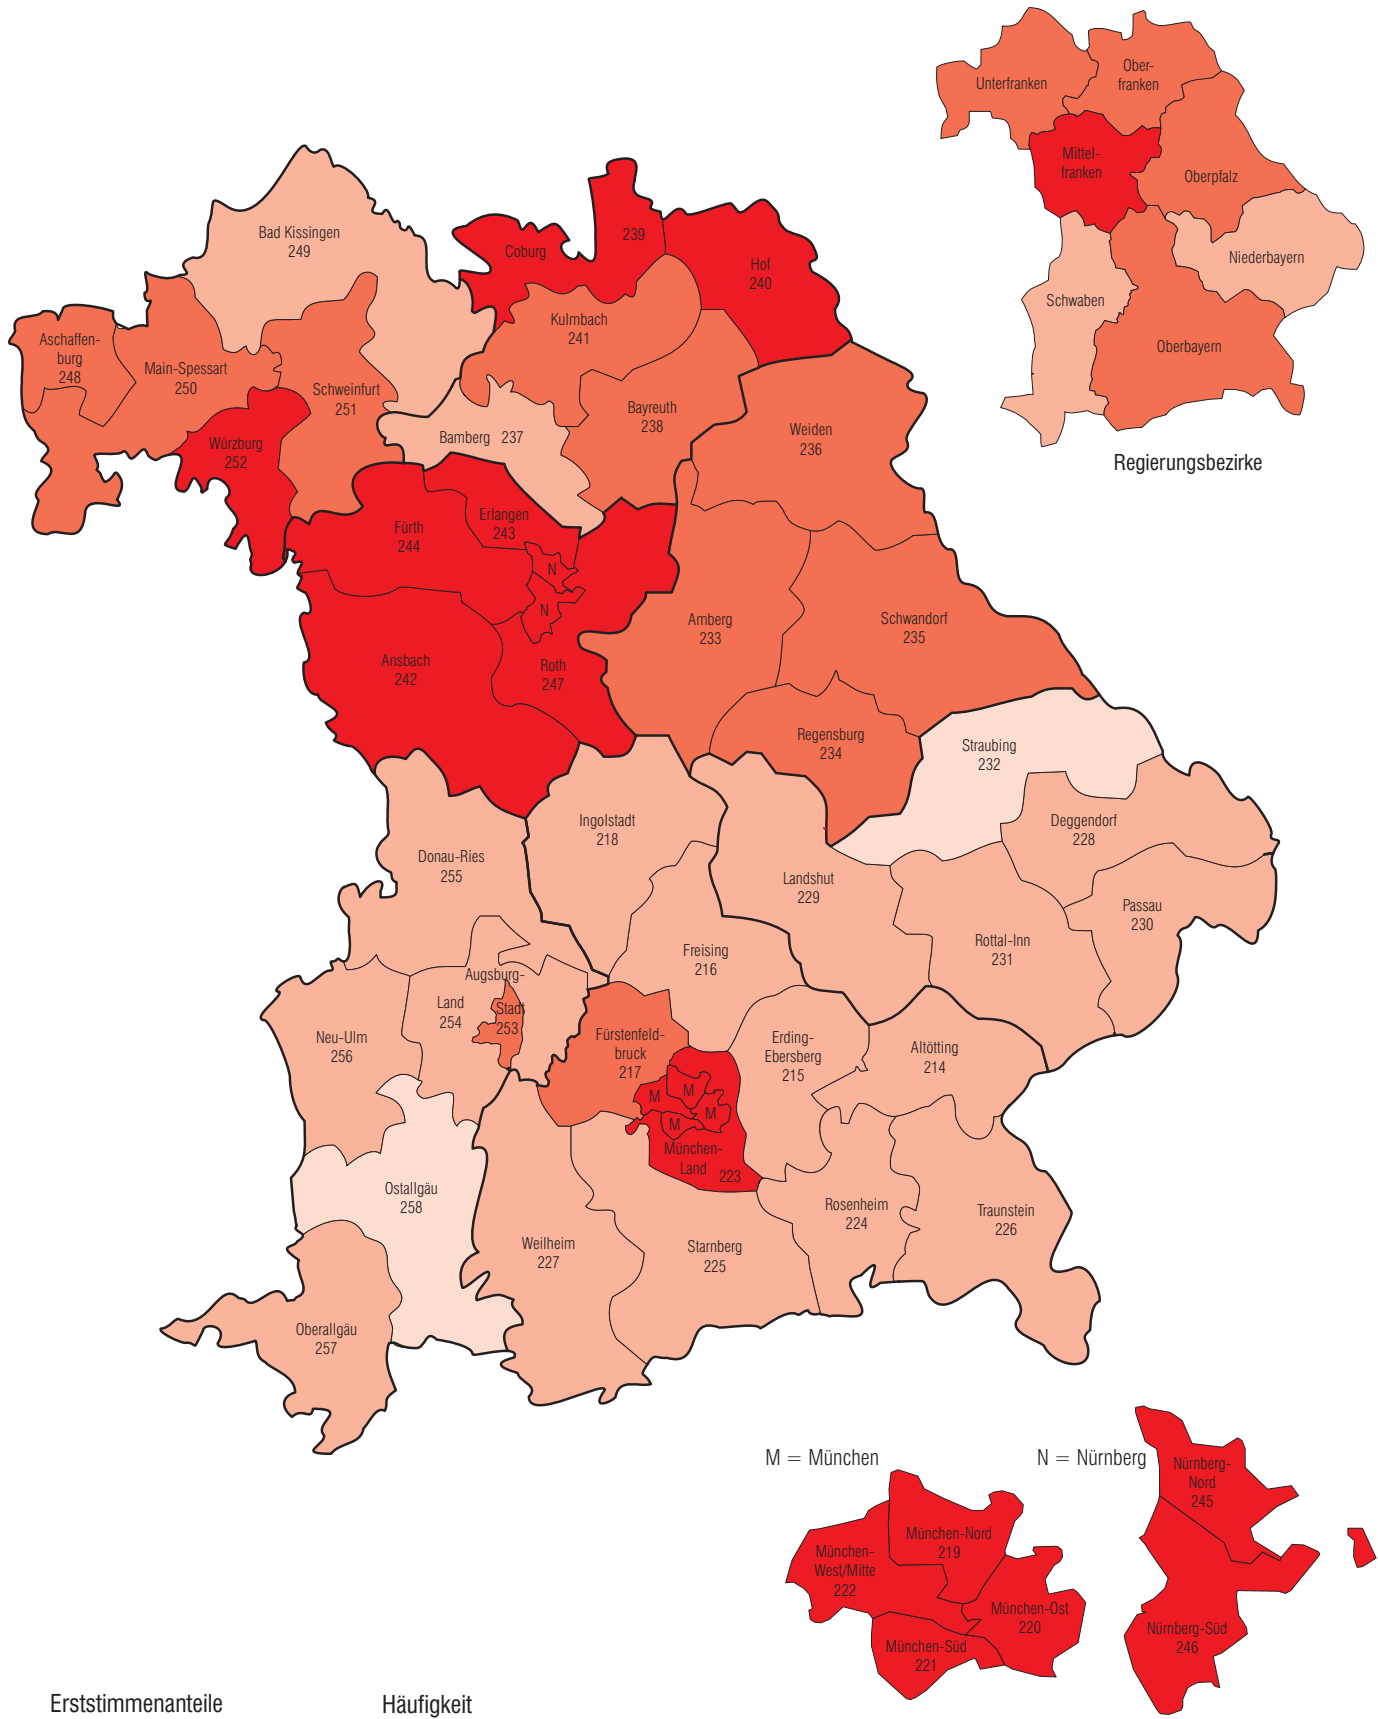 Unterfranken
Ober-
franken
Mittel-
franken
Oberpfalz
Niederbayern
Schwaben
Oberbayern
Regierungsbezirke
Bad Kissingen
249
Coburg
239
Hof
240
Kulmbach
241
Aschaffen-
burg
248
Main-Spessart
250
Schweinfurt
251
Bayreuth
238
Bamberg 237
Weiden
236
Würzburg
252
Fürth
244
Erlangen
243
N
N
Amberg
233
Schwandorf
235
Ansbach
242
Roth
247
Regensburg
234
Straubing
232
Ingolstadt
218
Deggendorf
228
Donau-Ries
255
Landshut
229
Passau
230
Rottal-Inn
231
Freising
216
Augsburg-
Land
254
Stadt
253
Neu-Ulm
256
Fürstenfeld-
bruck
217
Erding-
Ebersberg
215
Altötting
214
M
M
M
M
München-
Land 223
Ostallgäu
258
Rosenheim
224
Traunstein
226
Weilheim
227
Starnberg
225
Oberallgäu
257
M = München
N = Nürnberg
Nürnberg-
Nord
245
München-Nord
219
München-
West/Mitte
222
München-Ost
220
München-Süd
221
Nürnberg-Süd
246
Erststimmenanteile
Häufigkeit